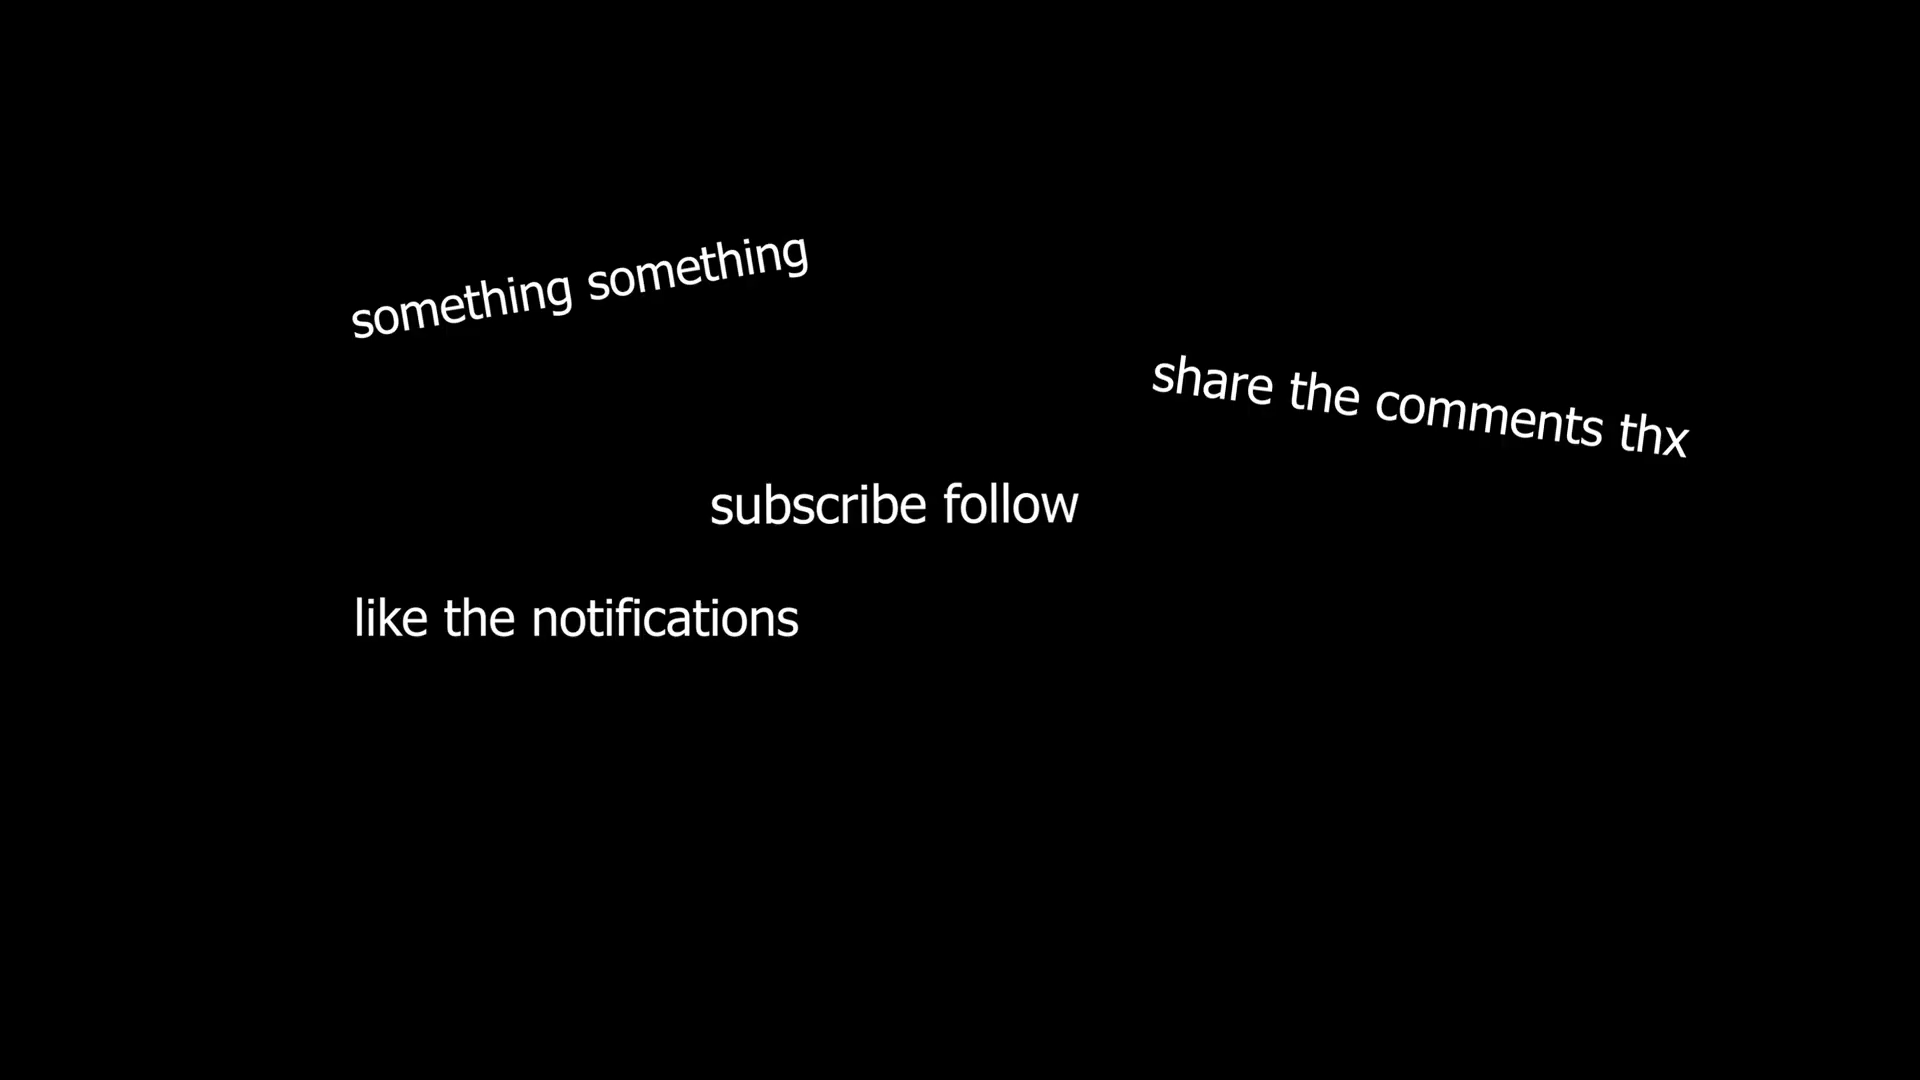 something something
share the comments thx
subscribe follow
like the notifications